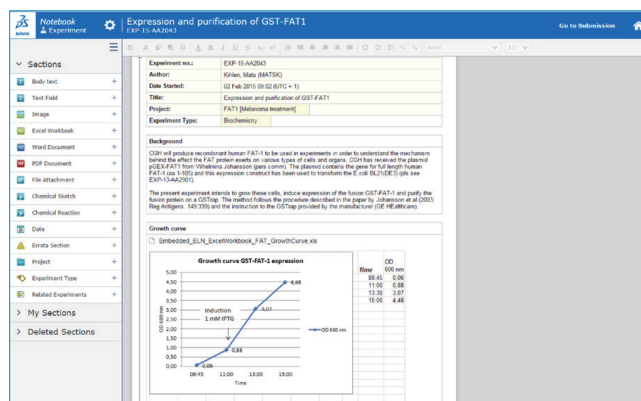 Notebook
Experiment
Expression and purification of GST-FAT1
EXP-15-AA2043
Go to Submission
Sections
Body text +
Text Field +
Image +
Excel Workbook +
Word Document +
PDF Document +
File Attachment +
Chemical Sketch +
Chemical Reaction +
Date +
Errata Section +
Project +
Experiment Type +
Related Experiments +
My Sections
Deleted Sections
Experiment no.: EXP-15-AA2043
Author: Kihlen, Mats (MATSK)
Date Started: 02 Feb 2015 09:02 (UTC + 1)
Title: Expression and purification of GST-FAT1
Project: FAT1 [Melanoma treatment]
Experiment Type: Biochemistry
Background
CGH will produce recombinant human FAT-1 to be used in experiments in order to understand the mechanism
behind the effect the FAT protein exerts on various types of cells and organs. CGH has received the plasmid
pGEX-FAT1 from Vilhelmina Johansson (pers comm). The plasmid contains the gene for full length human
FAT-1 (aa 1-105) and this expression construct has been used to transform the E.coli BL21(DE3) (pls see
EXP-13-AA2901).
The present experiment intends to grow these cells, induce expression of the fusion GST-FAT-1 and purify the
fusion protein on a GSTrap. The method follows the procedure described in the paper by Johansson et al (2003;
Reg Antigens. 149:339) and the instruction to the GSTrap provided by the manufacturer (GE HEalthcare).
Growth curve
Embedded_ELN_ExcelWorkbook_FAT_GrowthCurve.xls
Growth curve GST-FAT-1 expression
OD 600 nm
5,00
4,50
4,00
3,50
3,00
2,50
2,00
1,50
1,00
0,50
0,00
Induction
1 mM IPTG
0,06
0,88
3,07
4,48
OD 600 nm
08:45 11:00 13:30 15:00
Time
OD
Time 600 nm
08:45 0,06
11:00 0,88
13:30 3,07
15:00 4,48